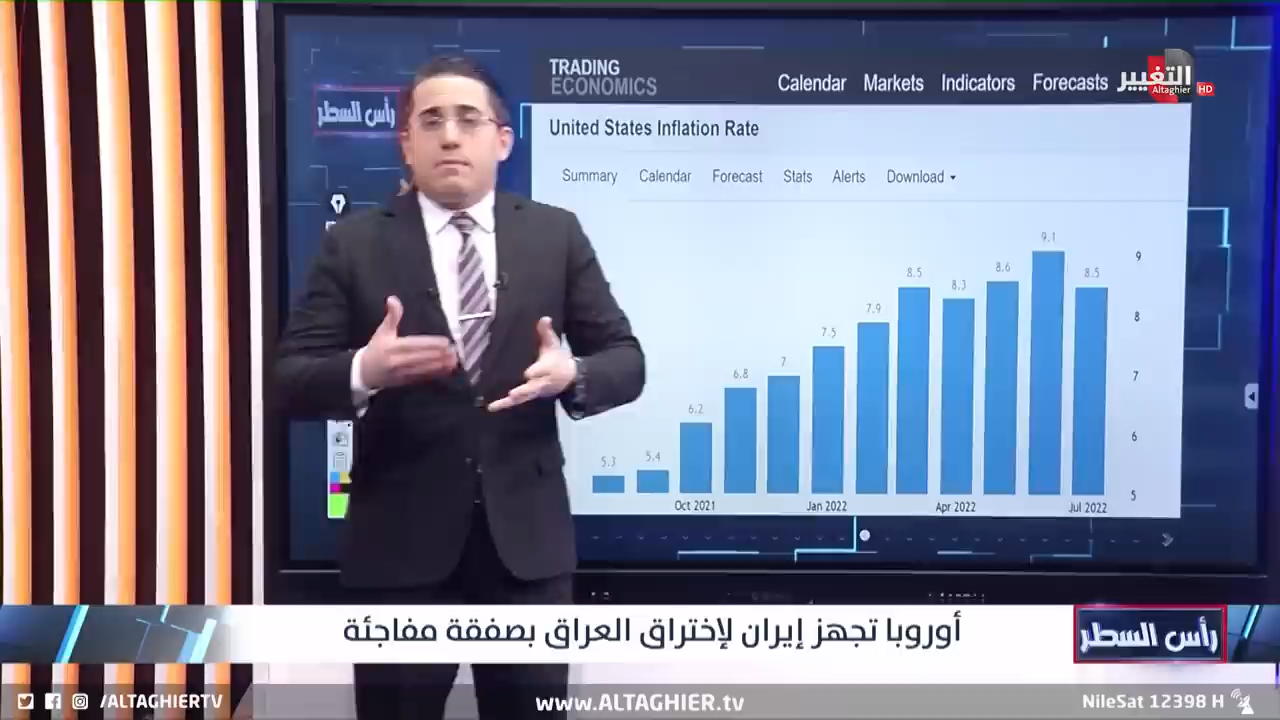 TRADING
ECONOMICS
Calendar Markets Indicators Forecasts
التغيير
Altaghier HD
رأس السطر
United States Inflation Rate
Summary Calendar Forecast Stats Alerts Download
5.3 5.4 6.2 6.8 7 7.5 7.9 8.5 8.3 8.6 9.1 8.5
9
8
7
6
5
Oct 2021 Jan 2022 Apr 2022 Jul 2022
أوروبا تجهز إيران لإختراق العراق بصفقة مفاجئة
رأس السطر
/ALTAGHIERTV
www.ALTAGHIER.tv
NileSat 12398 H